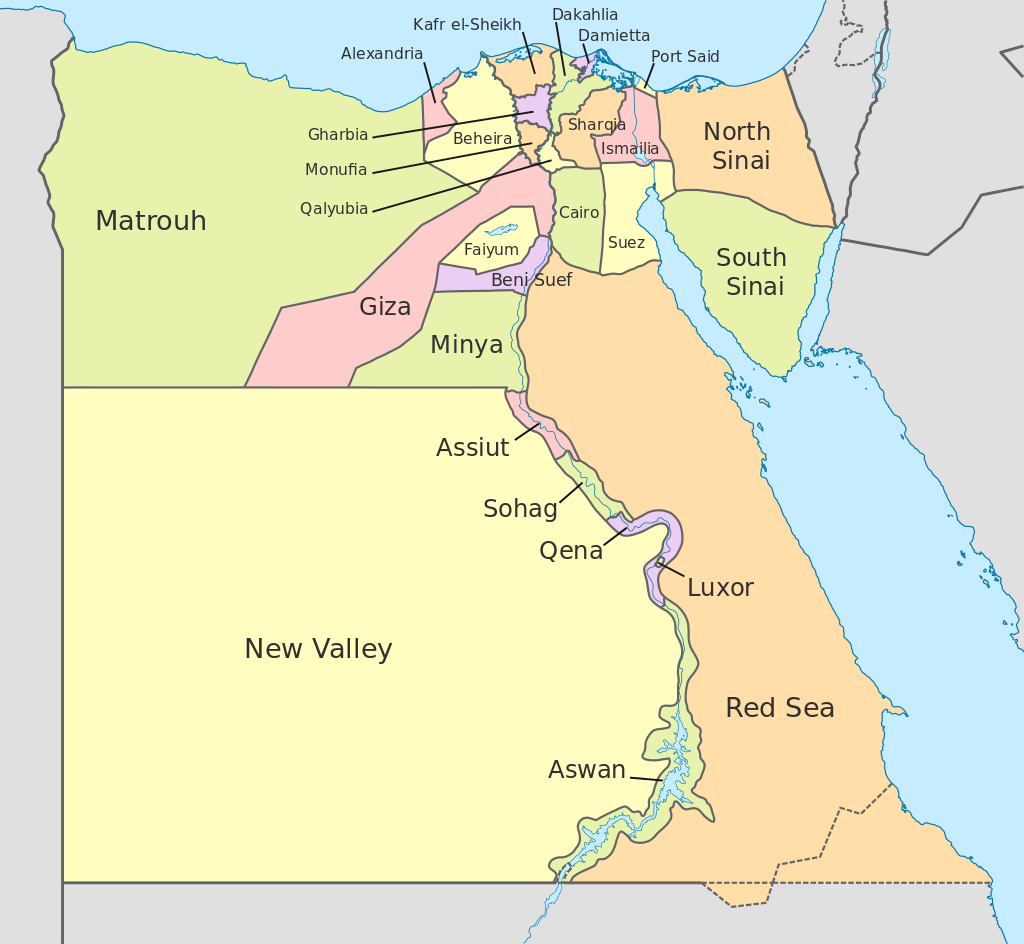 Dakahlia
Kafr el-Sheikh
Damietta
Alexandria
Port Said
Gharbia
Beheira
Sharqia
North
Sinai
Ismailia
Monufia
Qalyubia
Matrouh
Cairo
Suez
Faiyum
South
Sinai
Beni Suef
Giza
Minya
Assiut
Sohag
Qena
Luxor
New Valley
Red Sea
Aswan